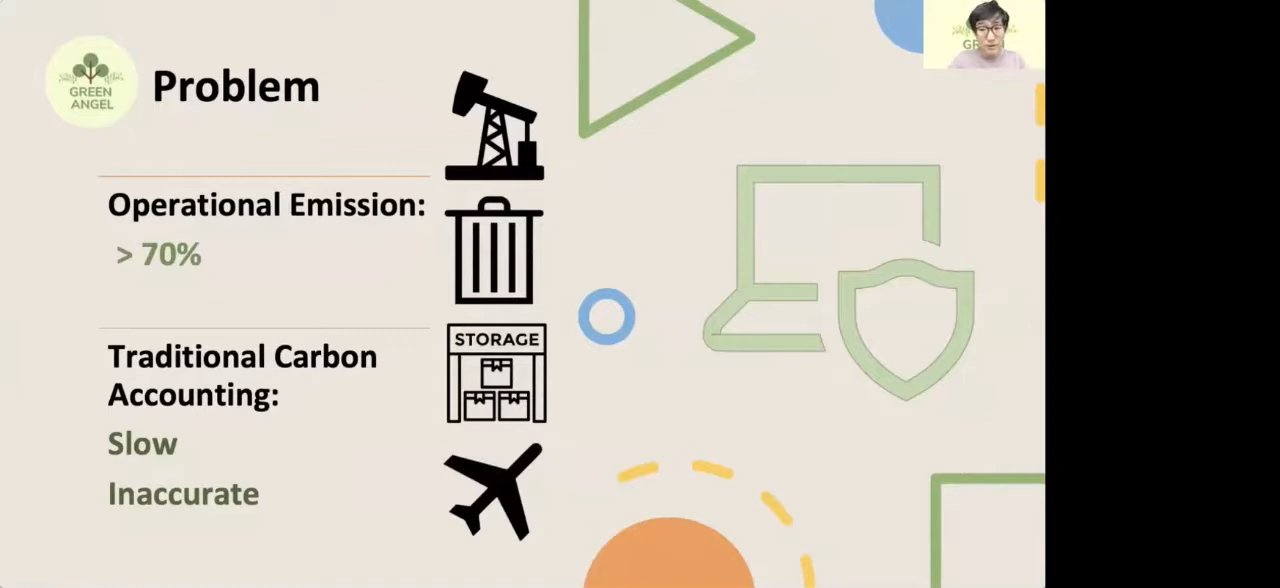 GREEN
ANGEL
Problem
Operational Emission:
> 70%
STORAGE
Traditional Carbon
Accounting:
Slow
Inaccurate